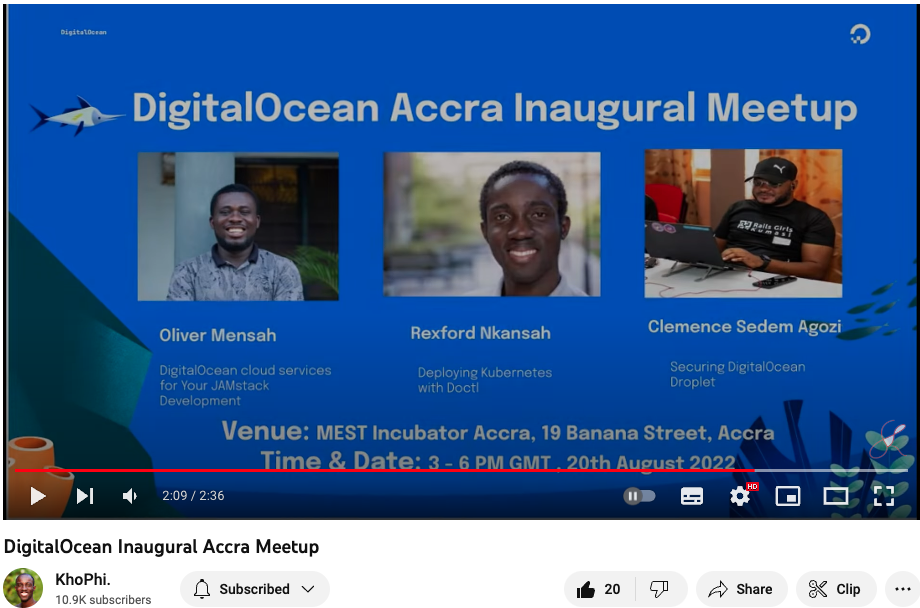 DigitalOcean
DigitalOcean Accra Inaugural Meetup
Rails Girls
Kumasi
Oliver Mensah
DigitalOcean cloud services
for Your JAMstack
Development
Rexford Nkansah
Deploying Kubernetes
with Doctl
Clemence Sedem Agozi
Securing DigitalOcean
Droplet
Venue: MEST Incubator Accra, 19 Banana Street, Accra
Time & Date: 3 - 6 PM GMT , 20th August 2022
2:09 / 2:36
HD
DigitalOcean Inaugural Accra Meetup
KhoPhi.
10.9K subscribers
Subscribed
20
Share
Clip